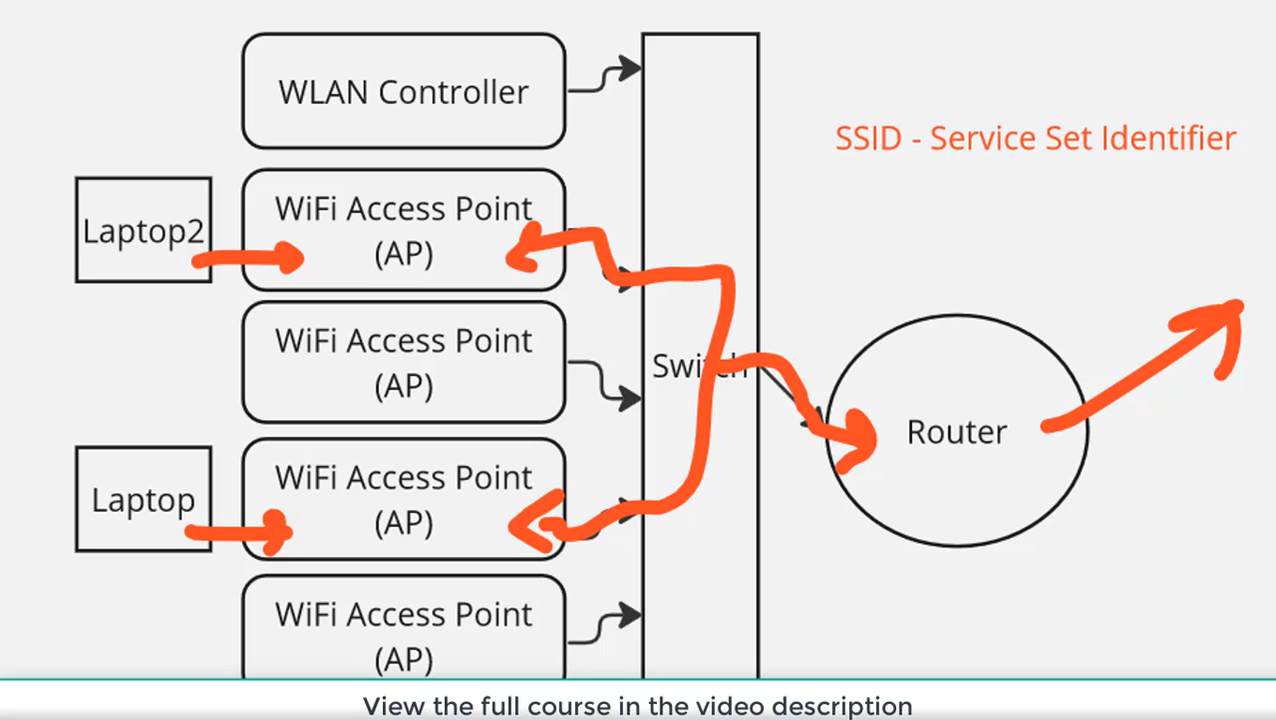 WLAN Controller
SSID - Service Set Identifier
Laptop2
WiFi Access Point
(AP)
WiFi Access Point
(AP)
Switch
Router
Laptop
WiFi Access Point
(AP)
WiFi Access Point
(AP)
View the full course in the video description